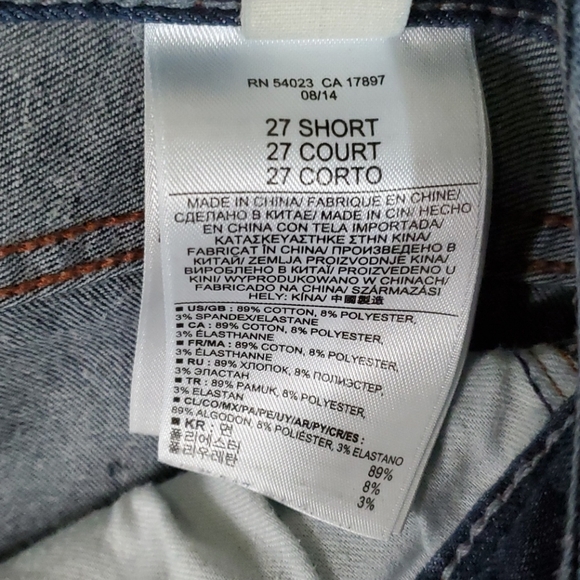 RN 54023 CA 17897
08/14
27 SHORT
27 COURT
27 CORTO
MADE IN CHINA/ FABRIQUE EN CHINE/
СДЕЛАНО В КИТАЕ/ MADE IN CIN/ HECHO
EN CHINA CON TELA IMPORTADA/
ΚΑΤΑΣΚΕΥΑΣΤΗΚΕ ΣΤΗΝ ΚΙΝΑ/
FABRICAT ÎN CHINA/ ПРОИЗВЕДЕНО В
КИТАЙ/ ZEMLJA PROIZVODNJE KINA/
ВИРОБЛЕНО В КИТАЇ/ PROIZVEDENO U
KINI/ WYPRODUKOWANO W CHINACH/
FABRICADO NA CHINA/ SZÁRMAZÁSI
HELY: KÍNA/ 中國製造
■ US/GB : 89% COTTON, 8% POLYESTER,
3% SPANDEX/ELASTANE
■ CA : 89% COTON, 8% POLYESTER,
3% ÉLASTHANNE
■ FR/MA : 89% COTON, 8% POLYESTER,
3% ÉLASTHANNE
■ RU : 89% ХЛОПОК, 8% ПОЛИЭСТЕР,
3% ЭЛАСТАН
■ TR : 89% PAMUK, 8% POLYESTER,
3% ELASTAN
■ CL/CO/MX/PA/PE/UY/AR/PY/CR/ES :
89% ALGODON, 8% POLIÉSTER, 3% ELASTANO
■ KR : 면 89%
폴리에스터 8%
폴리우레탄 3%